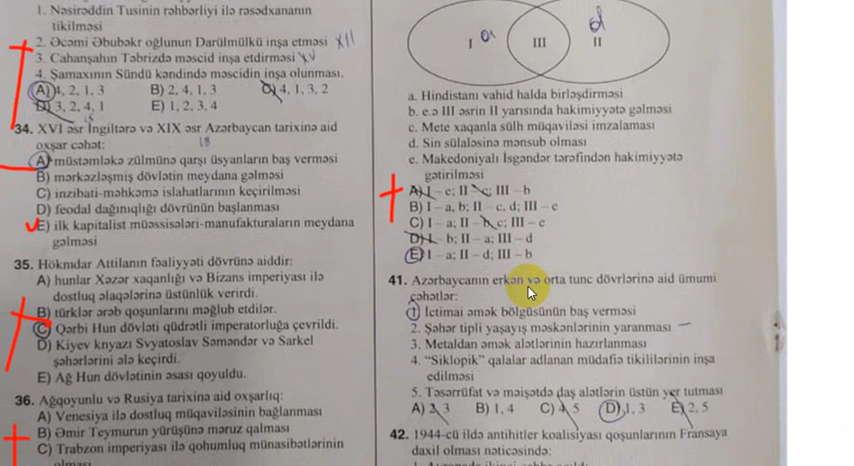 1. Nəsirəddin Tusinin rəhbərliyi ilə rəsədxananın
tikilməsi
2. Əcəmi Əbubəkr oğlunun Darülmülkü inşa etməsi XII
3. Cahanşahın Təbrizdə məscid inşa etdirməsi XV
4. Şamaxının Sündü kəndində məscidin inşa olunması.
A) 4, 2, 1, 3 B) 2, 4, 1, 3 C) 4, 1, 3, 2
D) 3, 2, 4, 1 E) 1, 2, 3, 4
34. XVI əsr İngiltərə və XIX əsr Azərbaycan tarixinə aid
oxşar cəhət:
A) müstəmləkə zülmünə qarşı üsyanların baş verməsi
B) mərkəzləşmiş dövlətin meydana gəlməsi
C) inzibati-məhkəmə islahatlarının keçirilməsi
D) feodal dağınıqlığı dövrünün başlanması
E) ilk kapitalist müəssisələri-manufakturaların meydana
gəlməsi
35. Hökmdar Attilanın fəaliyyəti dövrünə aiddir:
A) hunlar Xəzər xaqanlığı və Bizans imperiyası ilə
dostluq əlaqələrinə üstünlük verirdi.
B) türklər ərəb qoşunlarını məğlub etdilər.
C) Qərbi Hun dövləti qüdrətli imperatorluğa çevrildi.
D) Kiyev knyazı Svyatoslav Səməndər və Sarkel
şəhərlərini ələ keçirdi.
E) Ağ Hun dövlətinin əsası qoyuldu.
36. Ağqoyunlu və Rusiya tarixinə aid oxşarlıq:
A) Venesiya ilə dostluq müqaviləsinin bağlanması
B) Əmir Teymurun yürüşünə məruz qalması
C) Trabzon imperiyası ilə qohumluq münasibətlərinin
olması
I a III II d
a. Hindistanı vahid halda birləşdirməsi
b. e.ə III əsrin II yarısında hakimiyyətə gəlməsi
c. Mete xaqanla sülh müqaviləsi imzalaması
d. Sin sülaləsinə mənsub olması
e. Makedoniyalı İsgəndər tərəfindən hakimiyyətə
gətirilməsi
A) I – e; II – c; III – b
B) I – a, b; II – c, d; III – e
C) I – a; II – b, c; III – e
D) I – b; II – a; III – d
E) I – a; II – d; III – b
41. Azərbaycanın erkən və orta tunc dövrlərinə aid ümumi
cəhətlər:
1. İctimai əmək bölgüsünün baş verməsi
2. Şəhər tipli yaşayış məskənlərinin yaranması
3. Metaldan əmək alətlərinin hazırlanması
4. "Siklopik" qalalar adlanan müdafiə tikililərinin inşa
edilməsi
5. Təsərrüfat və məişətdə daş alətlərin üstün yer tutması
A) 2, 3 B) 1, 4 C) 4, 5 D) 1, 3 E) 2, 5
42. 1944-cü ildə antihitler koalisiyası qoşunlarının Fransaya
daxil olması nəticəsində: